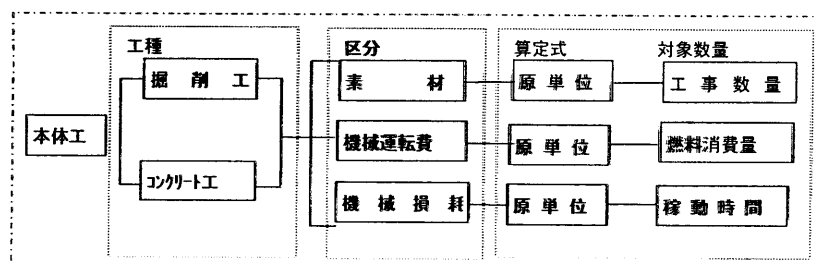 工種
区分
算定式
対象数量
掘削工
素材
原単位
工事数量
本体工
機械運転費
原単位
燃料消費量
コンクリート工
機械損耗
原単位
稼動時間